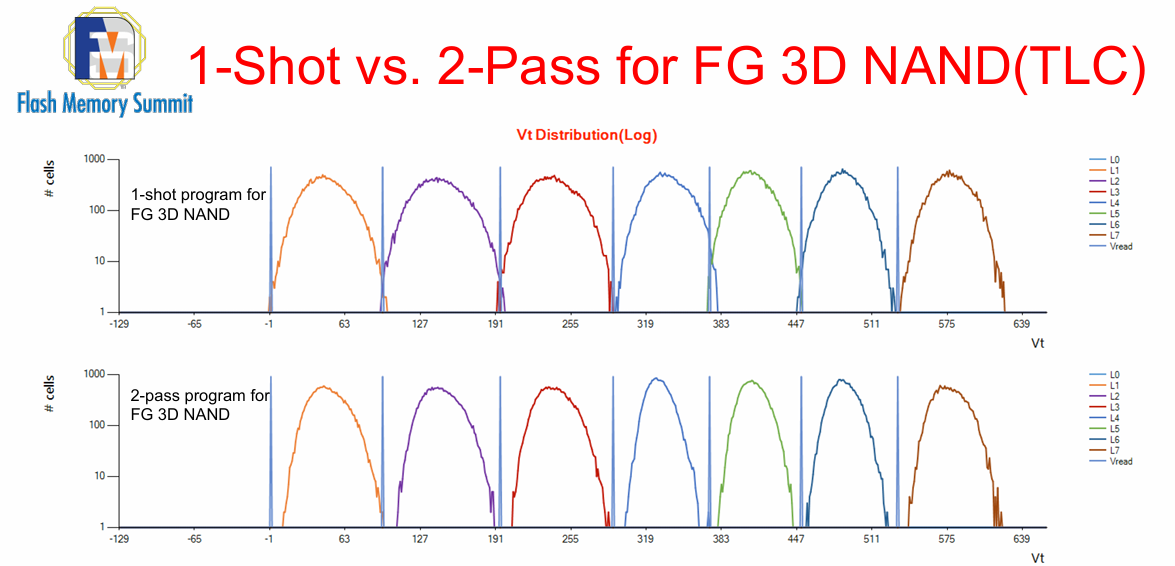 1-Shot vs. 2-Pass for FG 3D NAND(TLC)
FMS
Flash Memory Summit
Vt Distribution(Log)
# cells
1000
100
10
1
1-shot program for
FG 3D NAND
-129 -65 -1 63 127 191 255 319 383 447 511 575 639
Vt
L0
L1
L2
L3
L4
L5
L6
L7
Vread
# cells
1000
100
10
1
2-pass program for
FG 3D NAND
-129 -65 -1 63 127 191 255 319 383 447 511 575 639
Vt
L0
L1
L2
L3
L4
L5
L6
L7
Vread